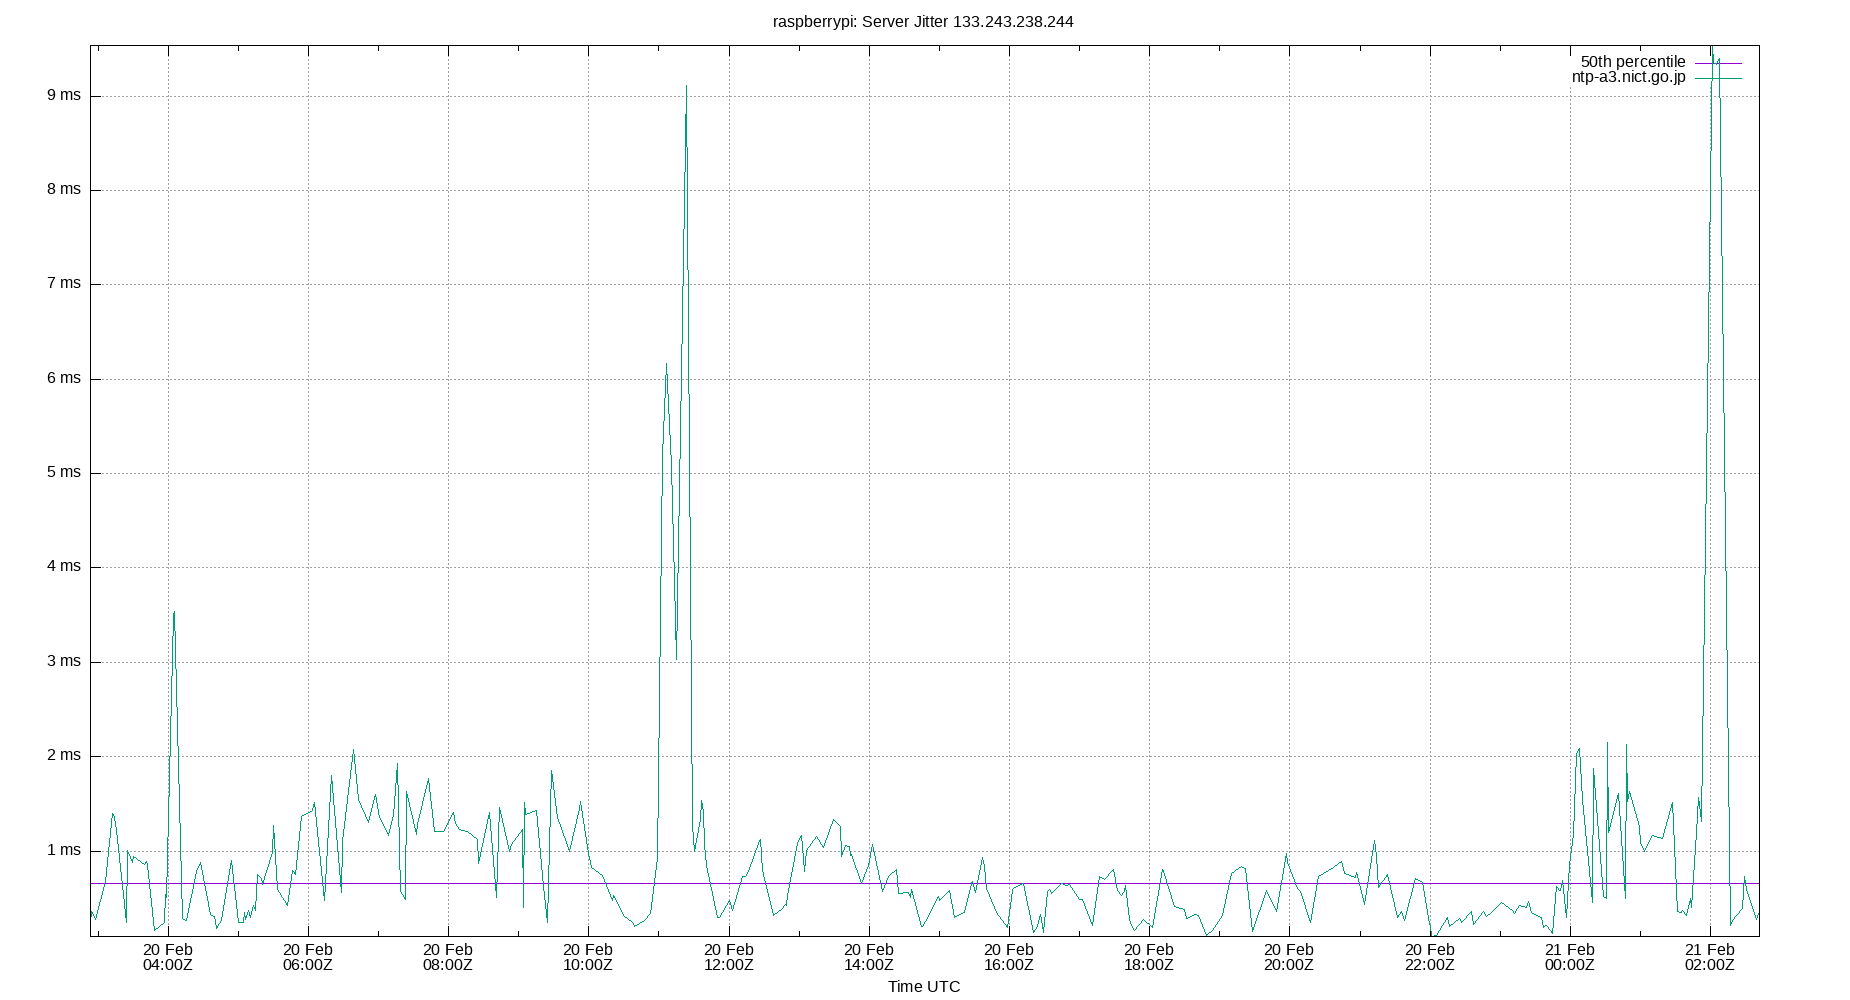 raspberrypi: Server Jitter 133.243.238.244
50th percentile
ntp-a3.nict.go.jp
9 ms
8 ms
7 ms
6 ms
5 ms
4 ms
3 ms
2 ms
1 ms
20 Feb 20 Feb 20 Feb 20 Feb 20 Feb 20 Feb 20 Feb 20 Feb 20 Feb 20 Feb 21 Feb 21 Feb
04:00Z 06:00Z 08:00Z 10:00Z 12:00Z 14:00Z 16:00Z 18:00Z 20:00Z 22:00Z 00:00Z 02:00Z
Time UTC